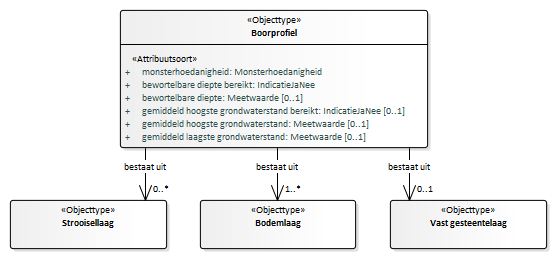 «Objecttype»
Boorprofiel
«Attribuutsoort»
+ monsterhoedanigheid: Monsterhoedanigheid
+ bewortelbare diepte bereikt: IndicatieJaNee
+ bewortelbare diepte: Meetwaarde [0..1]
+ gemiddeld hoogste grondwaterstand bereikt: IndicatieJaNee [0..1]
+ gemiddeld hoogste grondwaterstand: Meetwaarde [0..1]
+ gemiddeld laagste grondwaterstand: Meetwaarde [0..1]
bestaat uit bestaat uit bestaat uit
0..* 1..* 0..1
«Objecttype» «Objecttype» «Objecttype»
Strooisellaag Bodemlaag Vast gesteentelaag